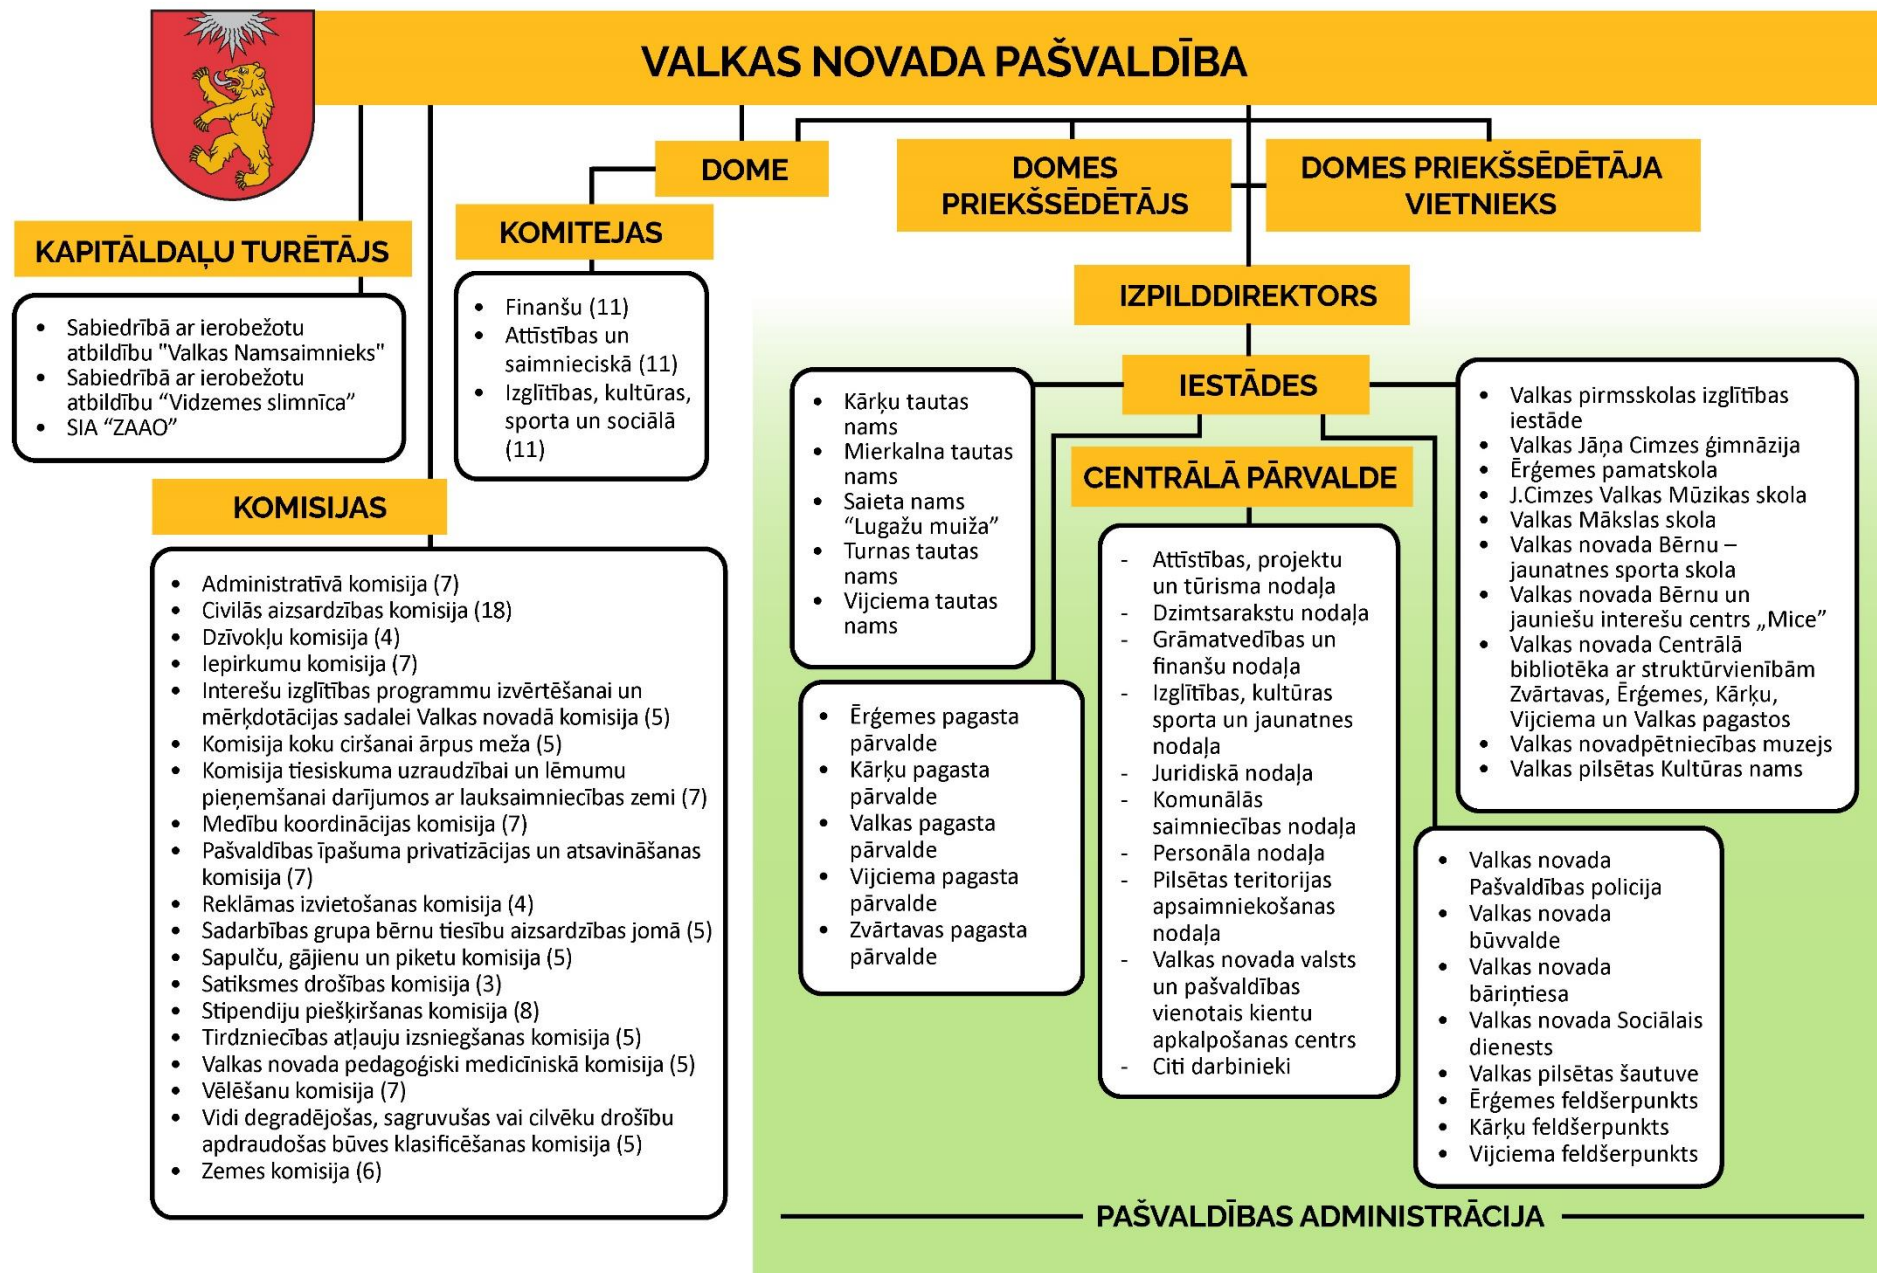 VALKAS NOVADA PAŠVALDĪBA
DOME
DOMES
PRIEKŠSĒDĒTĀJS
DOMES PRIEKŠSĒDĒTĀJA
VIETNIEKS
KAPITĀLDAĻU TURĒTĀJS
• Sabiedrībā ar ierobežotu
atbildību "Valkas Namsaimnieks"
• Sabiedrībā ar ierobežotu
atbildību “Vidzemes slimnīca”
• SIA “ZAAO”
KOMITEJAS
• Finanšu (11)
• Attīstības un
saimnieciskā (11)
• Izglītības, kultūras,
sporta un sociālā
(11)
KOMISIJAS
• Administratīvā komisija (7)
• Civilās aizsardzības komisija (18)
• Dzīvokļu komisija (4)
• Iepirkumu komisija (7)
• Interešu izglītības programmu izvērtēšanai un
mērķdotācijas sadalei Valkas novadā komisija (5)
• Komisija koku ciršanai ārpus meža (5)
• Komisija tiesiskuma uzraudzībai un lēmumu
pieņemšanai darījumos ar lauksaimniecības zemi (7)
• Medību koordinācijas komisija (7)
• Pašvaldības īpašuma privatizācijas un atsavināšanas
komisija (7)
• Reklāmas izvietošanas komisija (4)
• Sadarbības grupa bērnu tiesību aizsardzības jomā (5)
• Sapulču, gājienu un piketu komisija (5)
• Satiksmes drošības komisija (3)
• Stipendiju piešķiršanas komisija (8)
• Tirdzniecības atļauju izsniegšanas komisija (5)
• Valkas novada pedagoģiski medicīniskā komisija (5)
• Vēlēšanu komisija (7)
• Vidi degradējošas, sagruvušas vai cilvēku drošību
apdraudošas būves klasificēšanas komisija (5)
• Zemes komisija (6)
IZPILDDIREKTORS
IESTĀDES
• Kārķu tautas
nams
• Mierkalna tautas
nams
• Saieta nams
“Lugažu muiža”
• Turnas tautas
nams
• Vijciema tautas
nams
• Ērģemes pagasta
pārvalde
• Kārķu pagasta
pārvalde
• Valkas pagasta
pārvalde
• Vijciema pagasta
pārvalde
• Zvārtavas pagasta
pārvalde
CENTRĀLĀ PĀRVALDE
- Attīstības, projektu
un tūrisma nodaļa
- Dzimtsarakstu nodaļa
- Grāmatvedības un
finanšu nodaļa
- Izglītības, kultūras
sporta un jaunatnes
nodaļa
- Juridiskā nodaļa
- Komunālās
saimniecības nodaļa
- Personāla nodaļa
- Pilsētas teritorijas
apsaimniekošanas
nodaļa
- Valkas novada valsts
un pašvaldības
vienotais kientu
apkalpošanas centrs
- Citi darbinieki
• Valkas pirmsskolas izglītības
iestāde
• Valkas Jāņa Cimzes ģimnāzija
• Ērģemes pamatskola
• J.Cimzes Valkas Mūzikas skola
• Valkas Mākslas skola
• Valkas novada Bērnu –
jaunatnes sporta skola
• Valkas novada Bērnu un
jauniešu interešu centrs „Mice”
• Valkas novada Centrālā
bibliotēka ar struktūrvienībām
Zvārtavas, Ērģemes, Kārķu,
Vijciema un Valkas pagastos
• Valkas novadpētniecības muzejs
• Valkas pilsētas Kultūras nams
• Valkas novada
Pašvaldības policija
• Valkas novada
būvvalde
• Valkas novada
bāriņtiesa
• Valkas novada Sociālais
dienests
• Valkas pilsētas šautuve
• Ērģemes feldšerpunkts
• Kārķu feldšerpunkts
• Vijciema feldšerpunkts
PAŠVALDĪBAS ADMINISTRĀCIJA